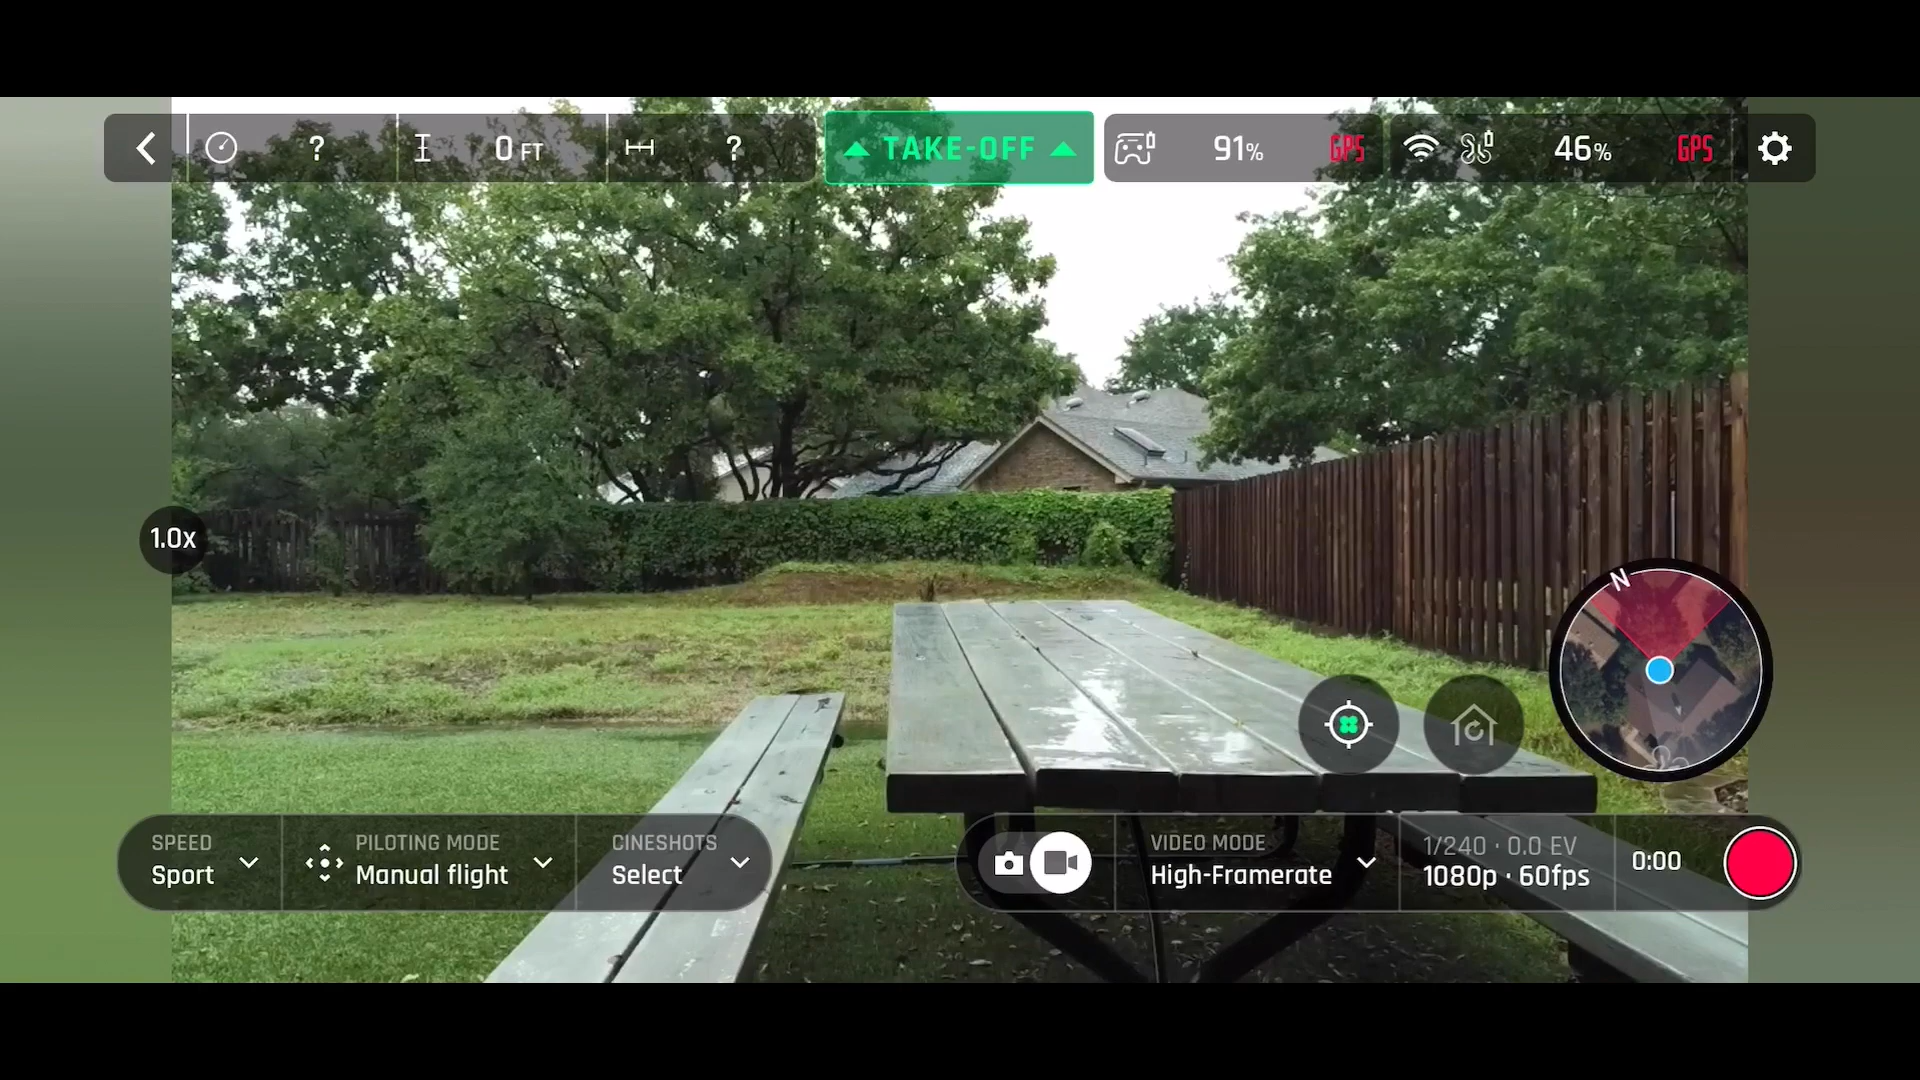 ? 0 FT ? TAKE-OFF 91% GPS 46% GPS
1.0x
N
SPEED
Sport
PILOTING MODE
Manual flight
CINESHOTS
Select
VIDEO MODE
High-Framerate
1/240 · 0.0 EV
1080p · 60fps
0:00